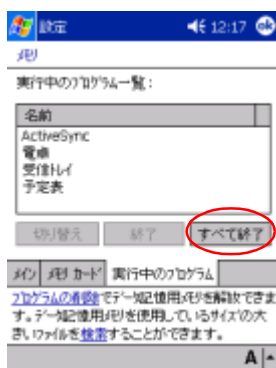 設定 12:17 ok
メモリ
実行中のプログラム一覧：
名前
ActiveSync
電卓
受信トレイ
予定表
切り替え 終了 すべて終了
メイン メモリ カード 実行中のプログラム
プログラムの削除でデータ記憶用メモリを解放できま
す。データ記憶用メモリを使用しているサイズの大
きいファイルを検索することができます。
A